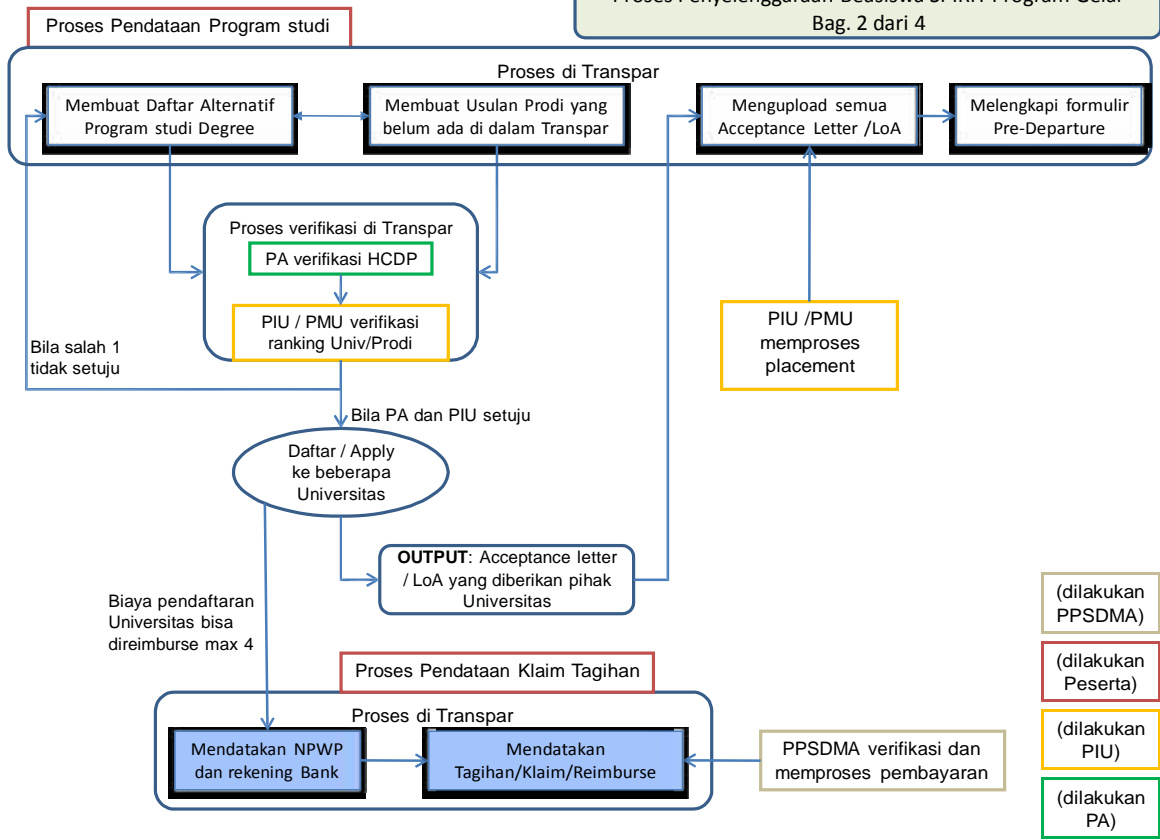 Proses Pendataan Program studi
Bag. 2 dari 4
Proses di Transpar
Membuat Daftar Alternatif
Program studi Degree
Membuat Usulan Prodi yang
belum ada di dalam Transpar
Mengupload semua
Acceptance Letter /LoA
Melengkapi formulir
Pre-Departure
Proses verifikasi di Transpar
PA verifikasi HCDP
PIU / PMU verifikasi
ranking Univ/Prodi
PIU /PMU
memproses
placement
Bila salah 1
tidak setuju
Bila PA dan PIU setuju
Daftar / Apply
ke beberapa
Universitas
OUTPUT: Acceptance letter
/ LoA yang diberikan pihak
Universitas
Biaya pendaftaran
Universitas bisa
direimburse max 4
Proses Pendataan Klaim Tagihan
Proses di Transpar
Mendatakan NPWP
dan rekening Bank
Mendatakan
Tagihan/Klaim/Reimburse
PPSDMA verifikasi dan
memproses pembayaran
(dilakukan
PPSDMA)
(dilakukan
Peserta)
(dilakukan
PIU)
(dilakukan
PA)